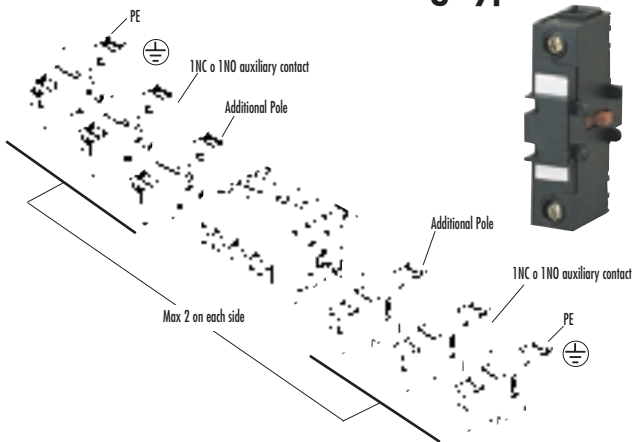 PE
1NC o 1NO auxiliary contact
Additional Pole
Additional Pole
1NC o 1NO auxiliary contact
Max 2 on each side
PE